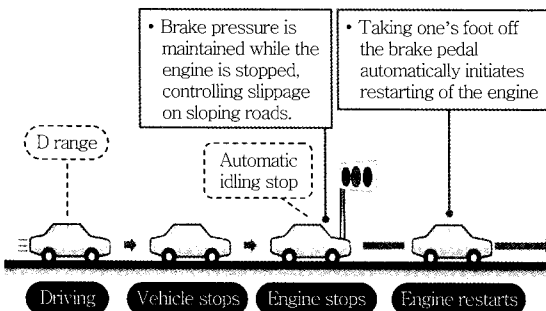 • Brake pressure is
maintained while the
engine is stopped,
controlling slippage
on sloping roads.
• Taking one's foot off
the brake pedal
automatically initiates
restarting of the engine
D range
Automatic
idling stop
Driving
Vehicle stops
Engine stops
Engine restarts